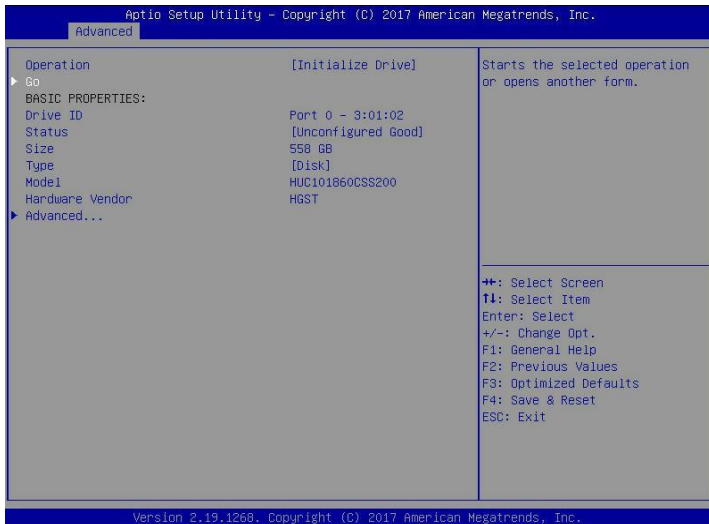 Aptio Setup Utility – Copyright (C) 2017 American Megatrends, Inc.
Advanced
Operation [Initialize Drive]
Go
BASIC PROPERTIES:
Drive ID Port 0 - 3:01:02
Status [Unconfigured Good]
Size 558 GB
Type [Disk]
Model HUC101860CSS200
Hardware Vendor HGST
Advanced...
Starts the selected operation
or opens another form.
→←: Select Screen
↑↓: Select Item
Enter: Select
+/-: Change Opt.
F1: General Help
F2: Previous Values
F3: Optimized Defaults
F4: Save & Reset
ESC: Exit
Version 2.19.1268. Copyright (C) 2017 American Megatrends, Inc.